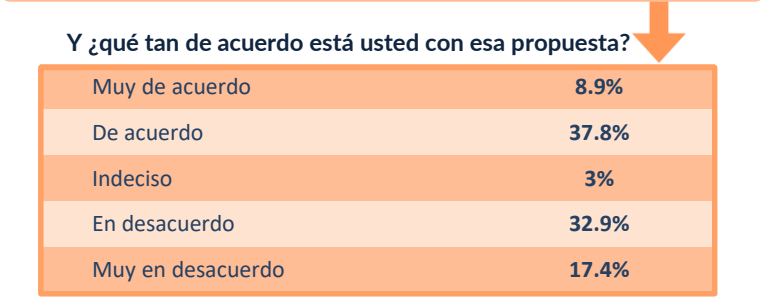 Y ¿qué tan de acuerdo está usted con esa propuesta?
Muy de acuerdo 8.9%
De acuerdo 37.8%
Indeciso 3%
En desacuerdo 32.9%
Muy en desacuerdo 17.4%